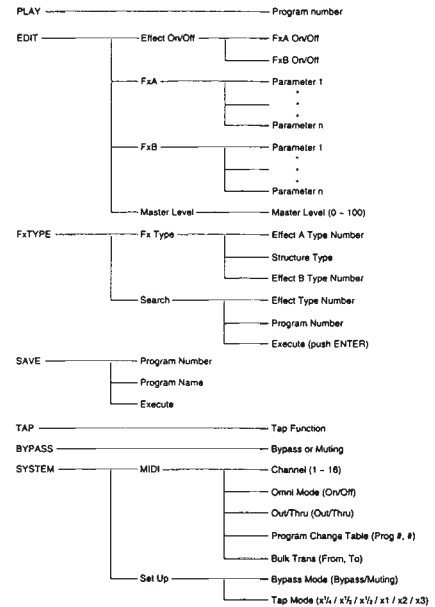 PLAY Program number
EDIT Effect On/Off FxA On/Off
FxB On/Off
FxA Parameter 1
*
*
Parameter n
FxB Parameter 1
*
*
Parameter n
Master Level Master Level (0 ~ 100)
FxTYPE Fx Type Effect A Type Number
Structure Type
Effect B Type Number
Search Effect Type Number
Program Number
Execute (push ENTER)
SAVE Program Number
Program Name
Execute
TAP Tap Function
BYPASS Bypass or Muting
SYSTEM MIDI Channel (1 ~ 16)
Omni Mode (On/Off)
Out/Thru (Out/Thru)
Program Change Table (Prog #, #)
Bulk Trans (From, To)
Set Up Bypass Mode (Bypass/Muting)
Tap Mode (x¹/₄ / x¹/₃ / x¹/₂ / x1 / x2 / x3)